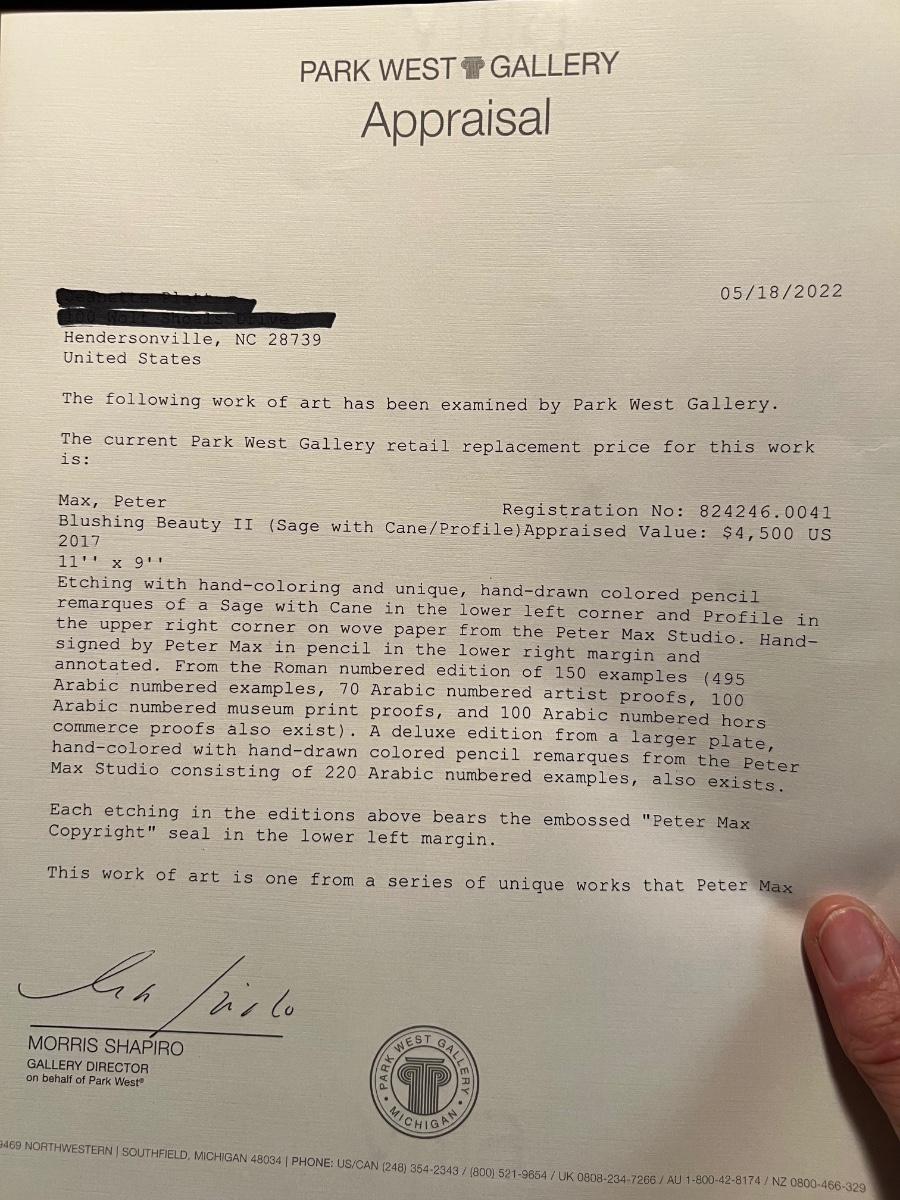 PARK WEST GALLERY
Appraisal
05/18/2022
Hendersonville, NC 28739
United States
The following work of art has been examined by Park West Gallery.
The current Park West Gallery retail replacement price for this work
is:
Max, Peter Registration No: 824246.0041
Blushing Beauty II (Sage with Cane/Profile)Appraised Value: $4,500 US
2017
11'' x 9''
Etching with hand-coloring and unique, hand-drawn colored pencil
remarques of a Sage with Cane in the lower left corner and Profile in
the upper right corner on wove paper from the Peter Max Studio. Hand-
signed by Peter Max in pencil in the lower right margin and
annotated. From the Roman numbered edition of 150 examples (495
Arabic numbered examples, 70 Arabic numbered artist proofs, 100
Arabic numbered museum print proofs, and 100 Arabic numbered hors
commerce proofs also exist). A deluxe edition from a larger plate,
hand-colored with hand-drawn colored pencil remarques from the Peter
Max Studio consisting of 220 Arabic numbered examples, also exists.
Each etching in the editions above bears the embossed "Peter Max
Copyright" seal in the lower left margin.
This work of art is one from a series of unique works that Peter Max
MORRIS SHAPIRO
GALLERY DIRECTOR
on behalf of Park West®
PARK WEST GALLERY • MICHIGAN •
9469 NORTHWESTERN | SOUTHFIELD, MICHIGAN 48034 | PHONE: US/CAN (248) 354-2343 / (800) 521-9654 / UK 0808-234-7266 / AU 1-800-42-8174 / NZ 0800-466-329